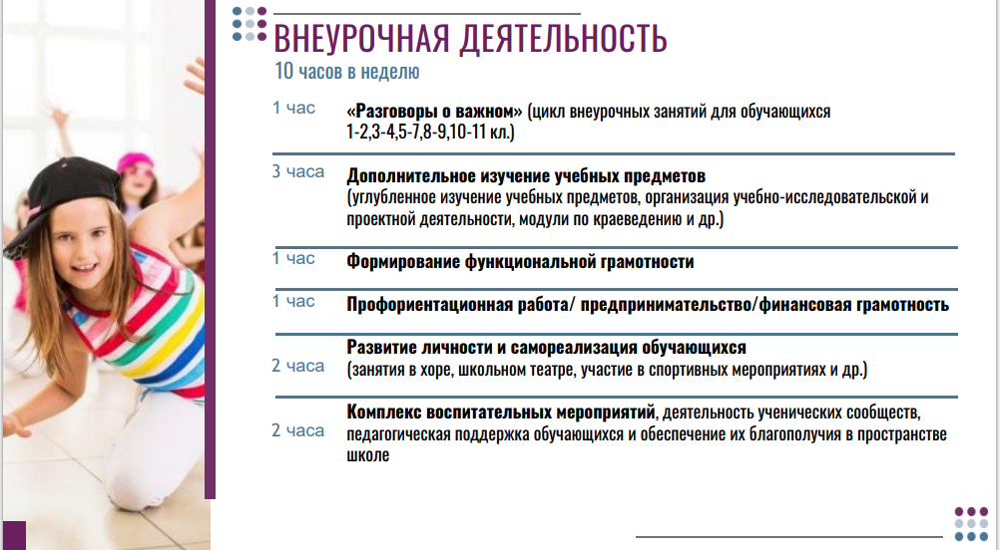 ВНЕУРОЧНАЯ ДЕЯТЕЛЬНОСТЬ
10 часов в неделю
1 час
«Разговоры о важном» (цикл внеурочных занятий для обучающихся
1-2,3-4,5-7,8-9,10-11 кл.)
3 часа
Дополнительное изучение учебных предметов
(углубленное изучение учебных предметов, организация учебно-исследовательской и
проектной деятельности, модули по краеведению и др.)
1 час
Формирование функциональной грамотности
1 час
Профориентационная работа/ предпринимательство/финансовая грамотность
2 часа
Развитие личности и самореализация обучающихся
(занятия в хоре, школьном театре, участие в спортивных мероприятиях и др.)
2 часа
Комплекс воспитательных мероприятий, деятельность ученических сообществ,
педагогическая поддержка обучающихся и обеспечение их благополучия в пространстве
школе